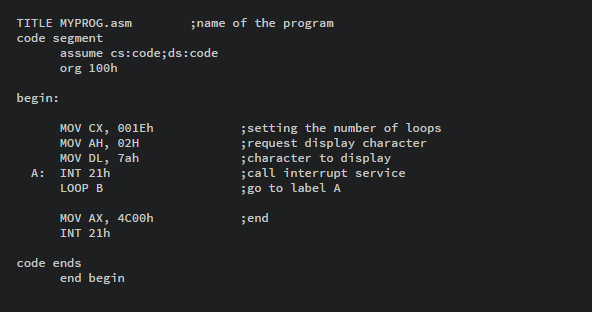 TITLE MYPROG.asm ;name of the program
code segment
assume cs:code;ds:code
org 100h
begin:
MOV CX, 001Eh ;setting the number of loops
MOV AH, 02H ;request display character
MOV DL, 7ah ;character to display
A: INT 21h ;call interrupt service
LOOP B ;go to label A
MOV AX, 4C00h ;end
INT 21h
code ends
end begin